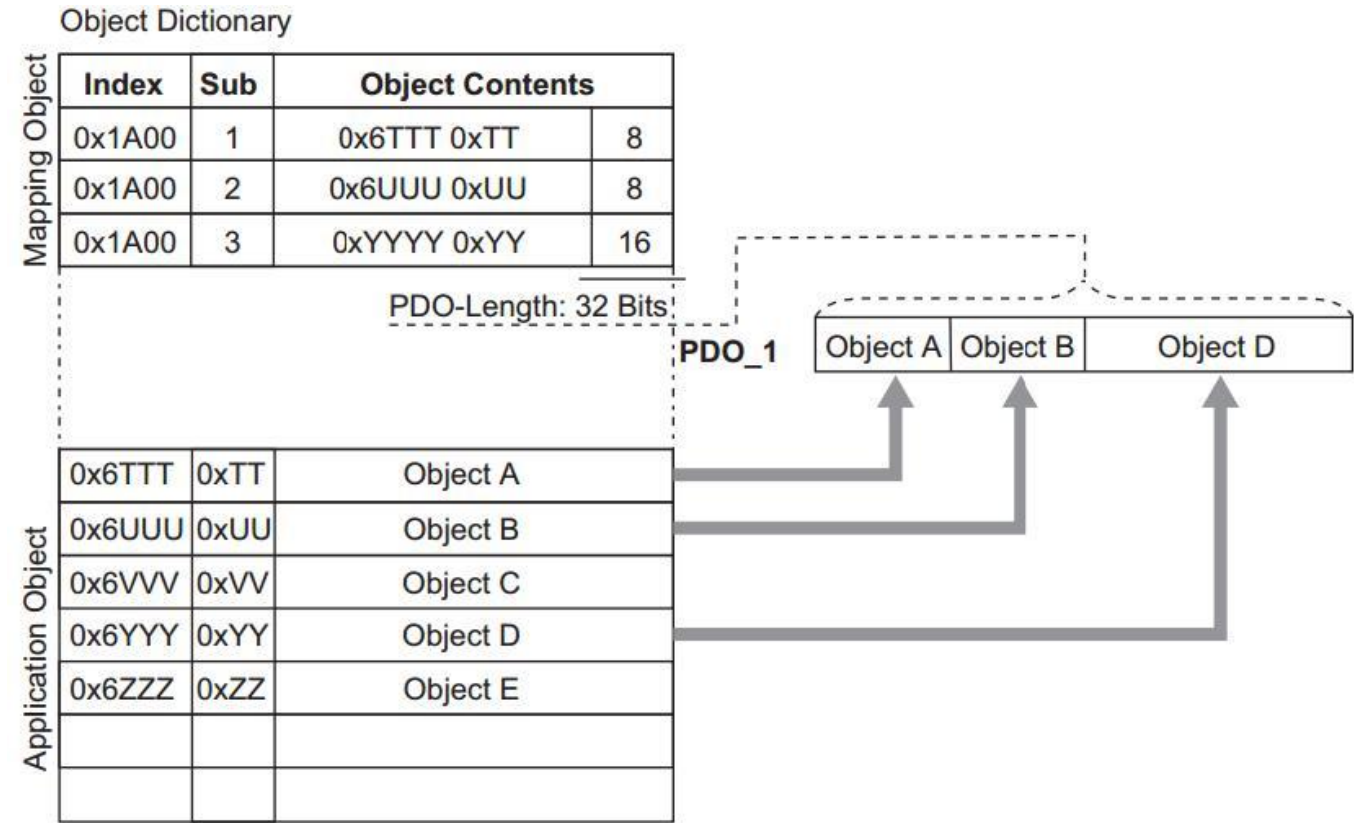 Object Dictionary
Mapping Object
Index Sub Object Contents
0x1A00 1 0x6TTT 0xTT 8
0x1A00 2 0x6UUU 0xUU 8
0x1A00 3 0xYYYY 0xYY 16
PDO-Length: 32 Bits
PDO_1 Object A Object B Object D
Application Object
0x6TTT 0xTT Object A
0x6UUU 0xUU Object B
0x6VVV 0xVV Object C
0x6YYY 0xYY Object D
0x6ZZZ 0xZZ Object E